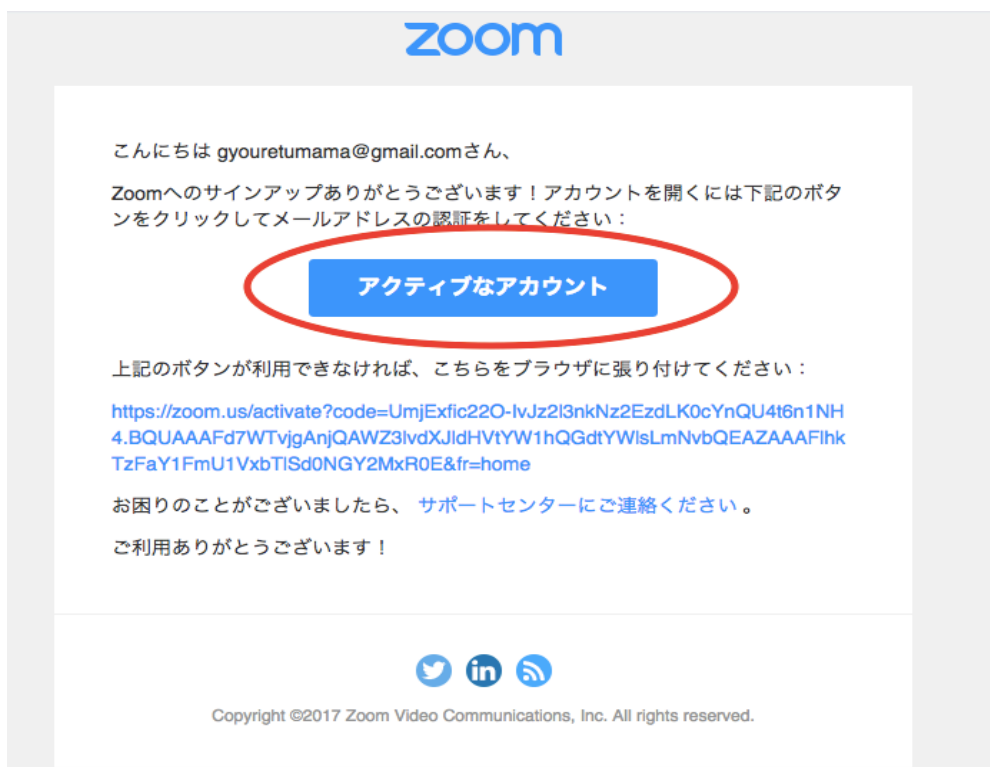 zoom
こんにちは gyouretumama@gmail.comさん、
Zoomへのサインアップありがとうございます！アカウントを開くには下記のボタ
ンをクリックしてメールアドレスの認証をしてください：
アクティブなアカウント
上記のボタンが利用できなければ、こちらをブラウザに張り付けてください：
https://zoom.us/activate?code=UmjExfic22O-IvJz2I3nkNz2EzdLK0cYnQU4t6n1NH
4.BQUAAAFd7WTvjgAnjQAWZ3lvdXJldHVtYW1hQGdtYWlsLmNvbQEAZAAAFlhk
TzFaY1FmU1VxbTlSd0NGY2MxR0E&fr=home
お困りのことがございましたら、 サポートセンターにご連絡ください 。
ご利用ありがとうございます！
in
Copyright ©2017 Zoom Video Communications, Inc. All rights reserved.